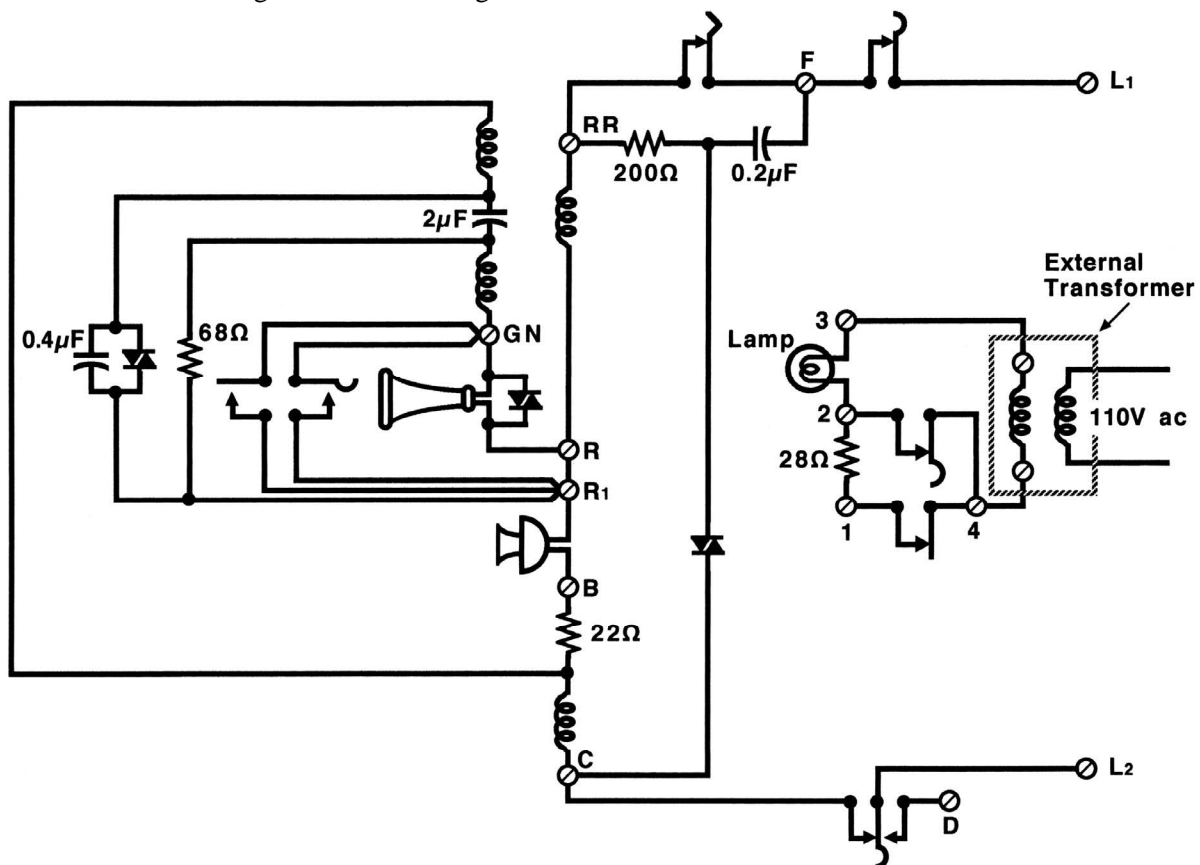 F
L1
RR
200Ω
0.2µF
2µF
External
Transformer
0.4µF
68Ω
GN
Lamp
3
110V ac
2
28Ω
R
R1
1
4
B
22Ω
C
L2
D